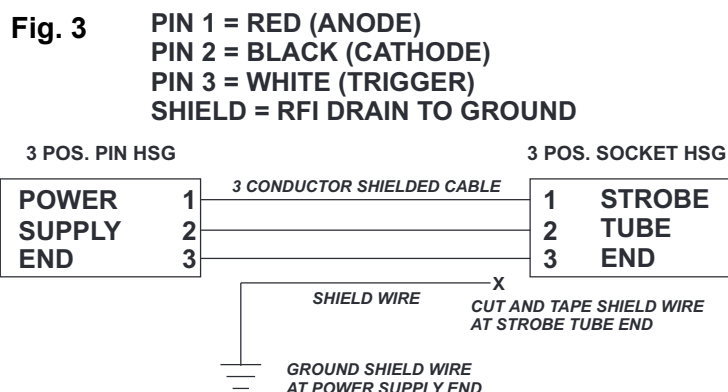 Fig. 3
PIN 1 = RED (ANODE)
PIN 2 = BLACK (CATHODE)
PIN 3 = WHITE (TRIGGER)
SHIELD = RFI DRAIN TO GROUND
3 POS. PIN HSG
3 POS. SOCKET HSG
POWER 1
SUPPLY 2
END 3
3 CONDUCTOR SHIELDED CABLE
1 STROBE
2 TUBE
3 END
SHIELD WIRE
X
CUT AND TAPE SHIELD WIRE
AT STROBE TUBE END
GROUND SHIELD WIRE
AT POWER SUPPLY END